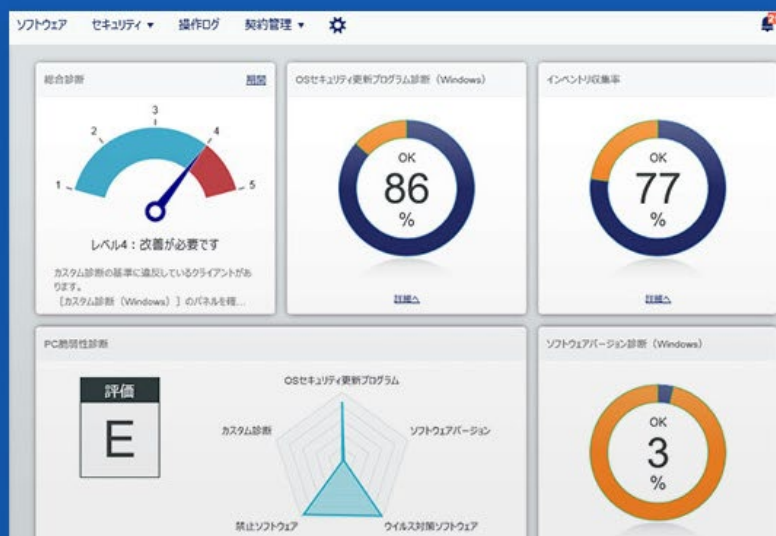 ソフトウェア セキュリティ▼ 操作ログ 契約管理▼
2
総合診断 期間
1 2 3 4 5
レベル4：改善が必要です
カスタム診断の基準に違反しているクライアントがあ
ります。
［カスタム診断（Windows）］のパネルを確...
OSセキュリティ更新プログラム診断（Windows）
OK
86
%
詳細へ
インベントリ収集率
OK
77
%
詳細へ
PC脆弱性診断
評価
E
OSセキュリティ更新プログラム
カスタム診断 ソフトウェアバージョン
禁止ソフトウェア ウイルス対策ソフトウェア
ソフトウェアバージョン診断（Windows）
OK
3
%